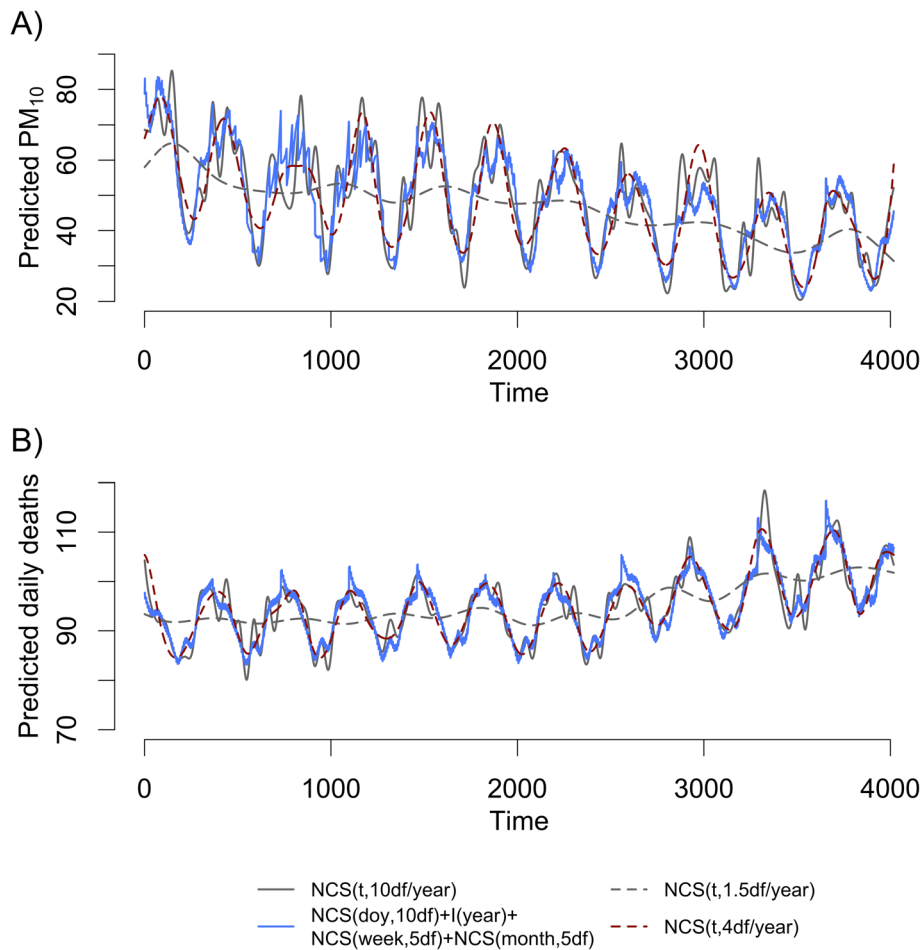 A)
Predicted PM₁₀
80
60
40
20
0 1000 2000 3000 4000
Time
B)
Predicted daily deaths
110
90
70
0 1000 2000 3000 4000
Time
NCS(t,10df/year)
NCS(doy,10df)+I(year)+
NCS(week,5df)+NCS(month,5df)
NCS(t,1.5df/year)
NCS(t,4df/year)